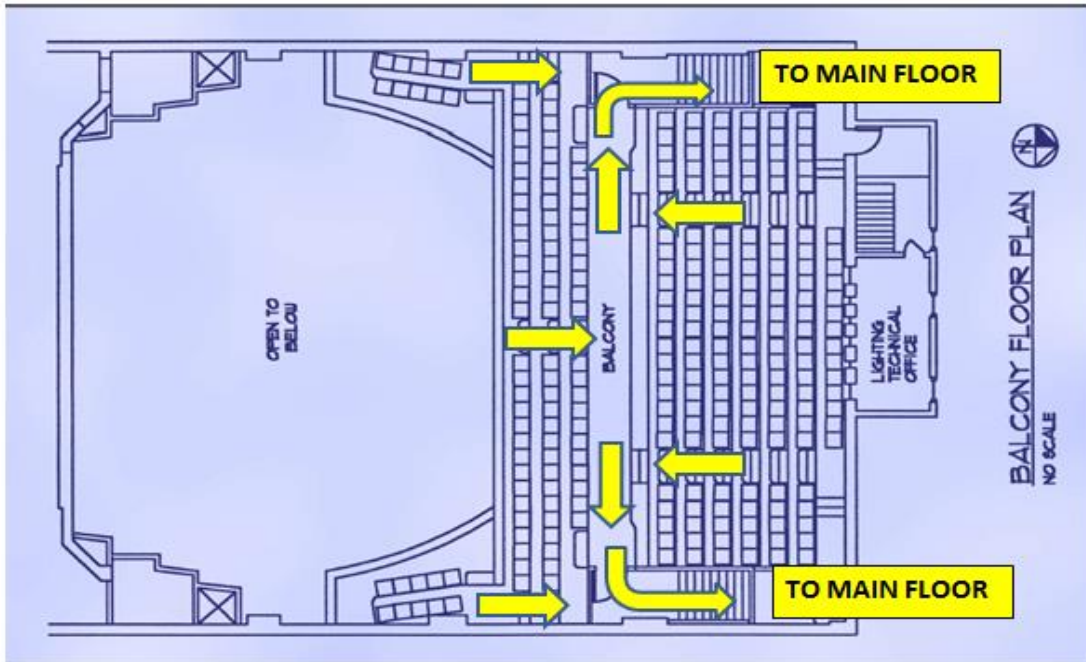 TO MAIN FLOOR
N
OPEN TO
BELOW
BALCONY
LIGHTING
TECHNICAL
OFFICE
BALCONY FLOOR PLAN
NO SCALE
TO MAIN FLOOR